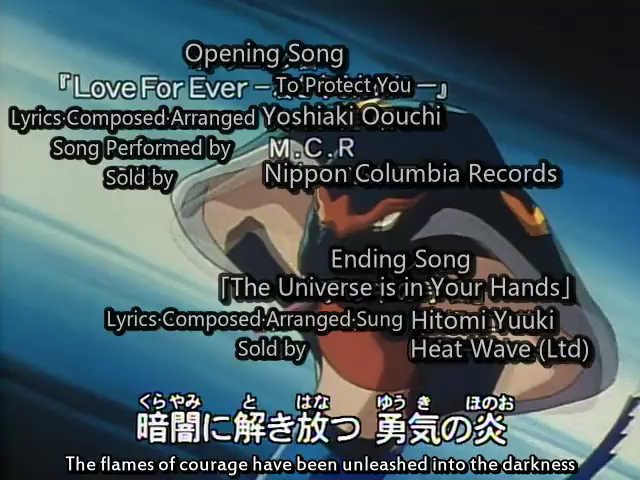 Opening Song
『Love For Ever －To Protect You－』
Lyrics·Composed·Arranged Yoshiaki Oouchi
Song Performed by M.C.R
Sold by Nippon Columbia Records
Ending Song
「The Universe is in Your Hands」
Lyrics·Composed·Arranged·Sung Hitomi Yuuki
Sold by Heat Wave (Ltd)
くらやみ と はな ゆう き ほのお
暗闇に解き放つ 勇気の炎
The flames of courage have been unleashed into the darkness